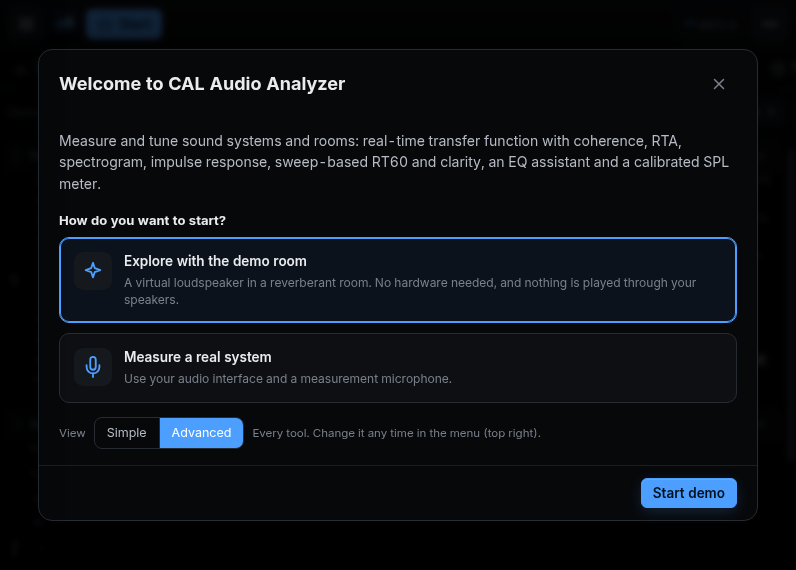 Welcome to CAL Audio Analyzer
Measure and tune sound systems and rooms: real-time transfer function with coherence, RTA,
spectrogram, impulse response, sweep-based RT60 and clarity, an EQ assistant and a calibrated SPL
meter.
How do you want to start?
Explore with the demo room
A virtual loudspeaker in a reverberant room. No hardware needed, and nothing is played through your
speakers.
Measure a real system
Use your audio interface and a measurement microphone.
View Simple Advanced Every tool. Change it any time in the menu (top right).
Start demo